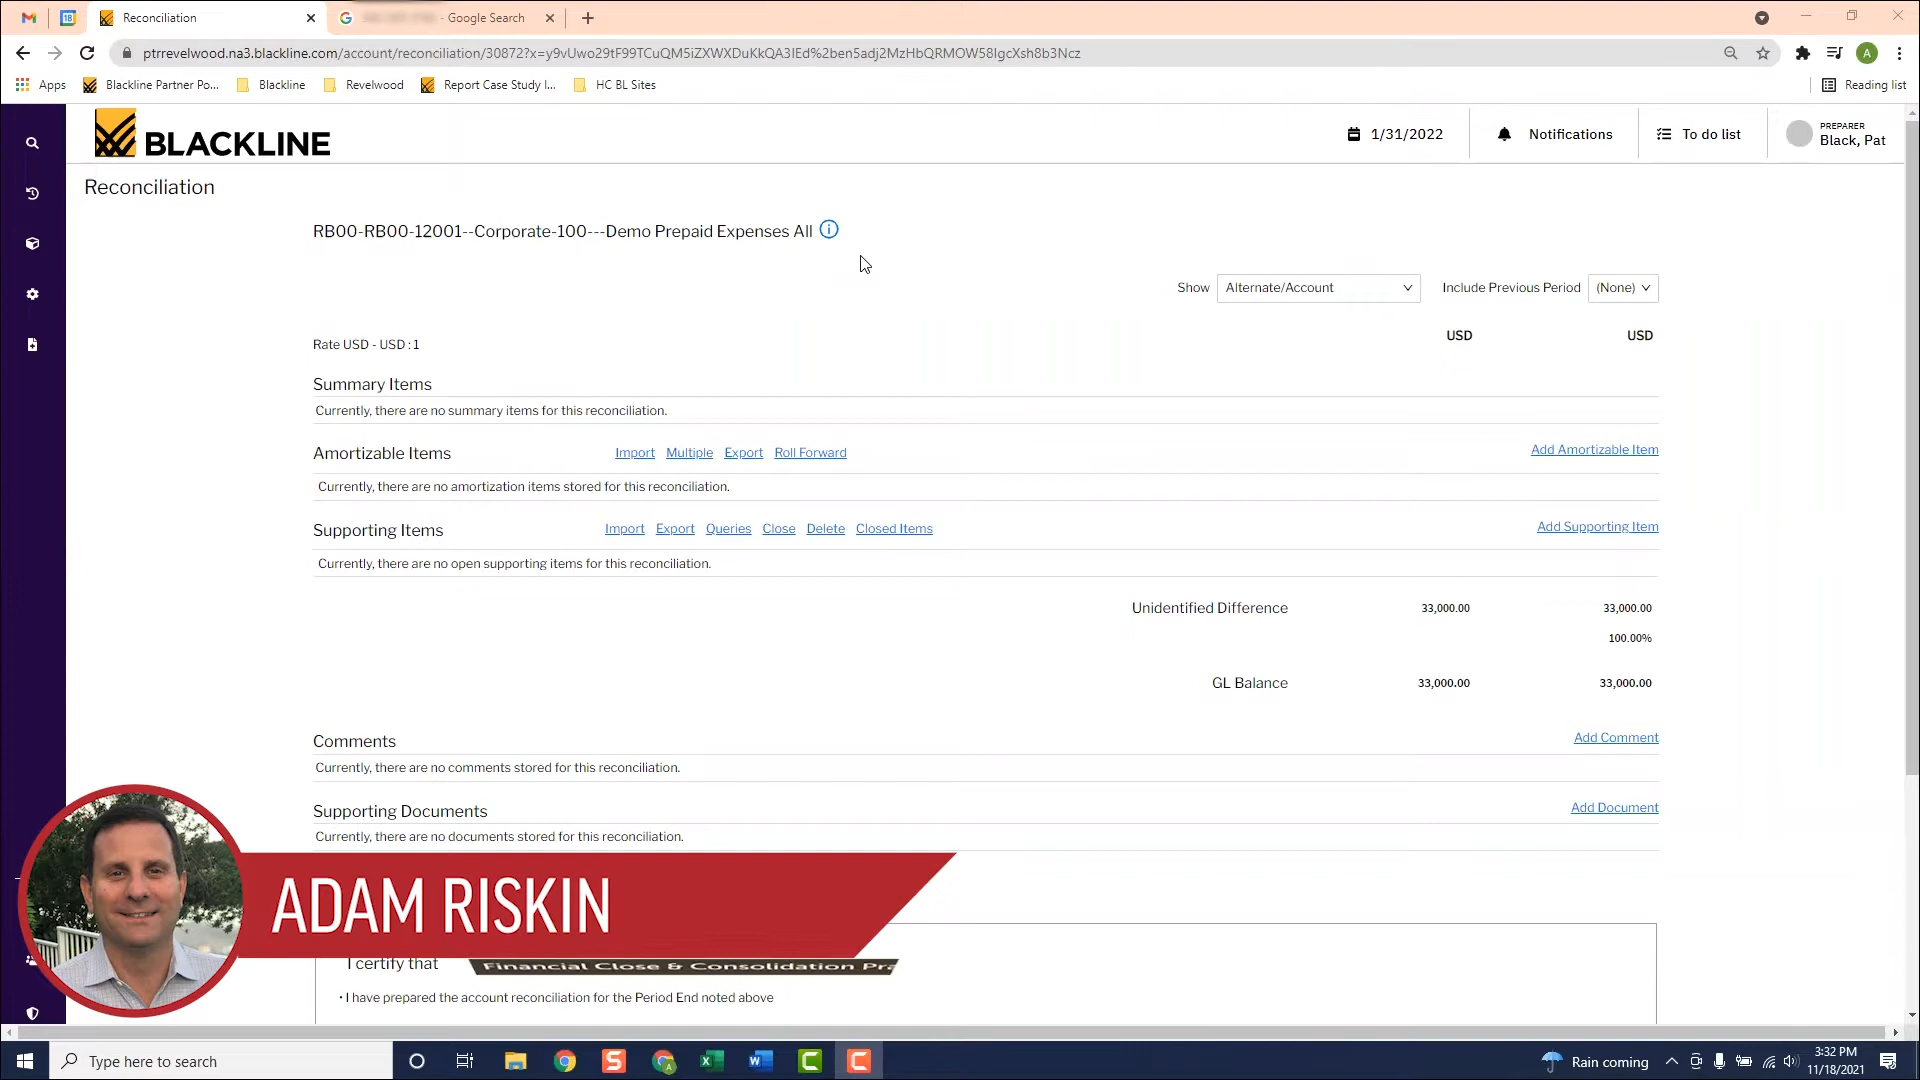 Reconciliation
- Google Search
ptrrevelwood.na3.blackline.com/account/reconciliation/30872?x=y9vUwo29tF99TCuQM5iZXWXDuKkQA3IEd%2ben5adj2MzHbQRMOW58IgcXsh8b3Ncz
A
Apps
Blackline Partner Po...
Blackline
Revelwood
Report Case Study I...
HC BL Sites
Reading list
BLACKLINE
1/31/2022
Notifications
To do list
PREPARER
Black, Pat
Reconciliation
RB00-RB00-12001--Corporate-100---Demo Prepaid Expenses All
Show Alternate/Account
Include Previous Period (None)
USD USD
Rate USD - USD : 1
Summary Items
Currently, there are no summary items for this reconciliation.
Amortizable Items Import Multiple Export Roll Forward Add Amortizable Item
Currently, there are no amortization items stored for this reconciliation.
Supporting Items Import Export Queries Close Delete Closed Items Add Supporting Item
Currently, there are no open supporting items for this reconciliation.
Unidentified Difference 33,000.00 33,000.00
100.00%
GL Balance 33,000.00 33,000.00
Comments Add Comment
Currently, there are no comments stored for this reconciliation.
Supporting Documents Add Document
Currently, there are no documents stored for this reconciliation.
ADAM RISKIN
I certify that
Financial Close & Consolidation
• I have prepared the account reconciliation for the Period End noted above
Type here to search
Rain coming
3:32 PM
11/18/2021